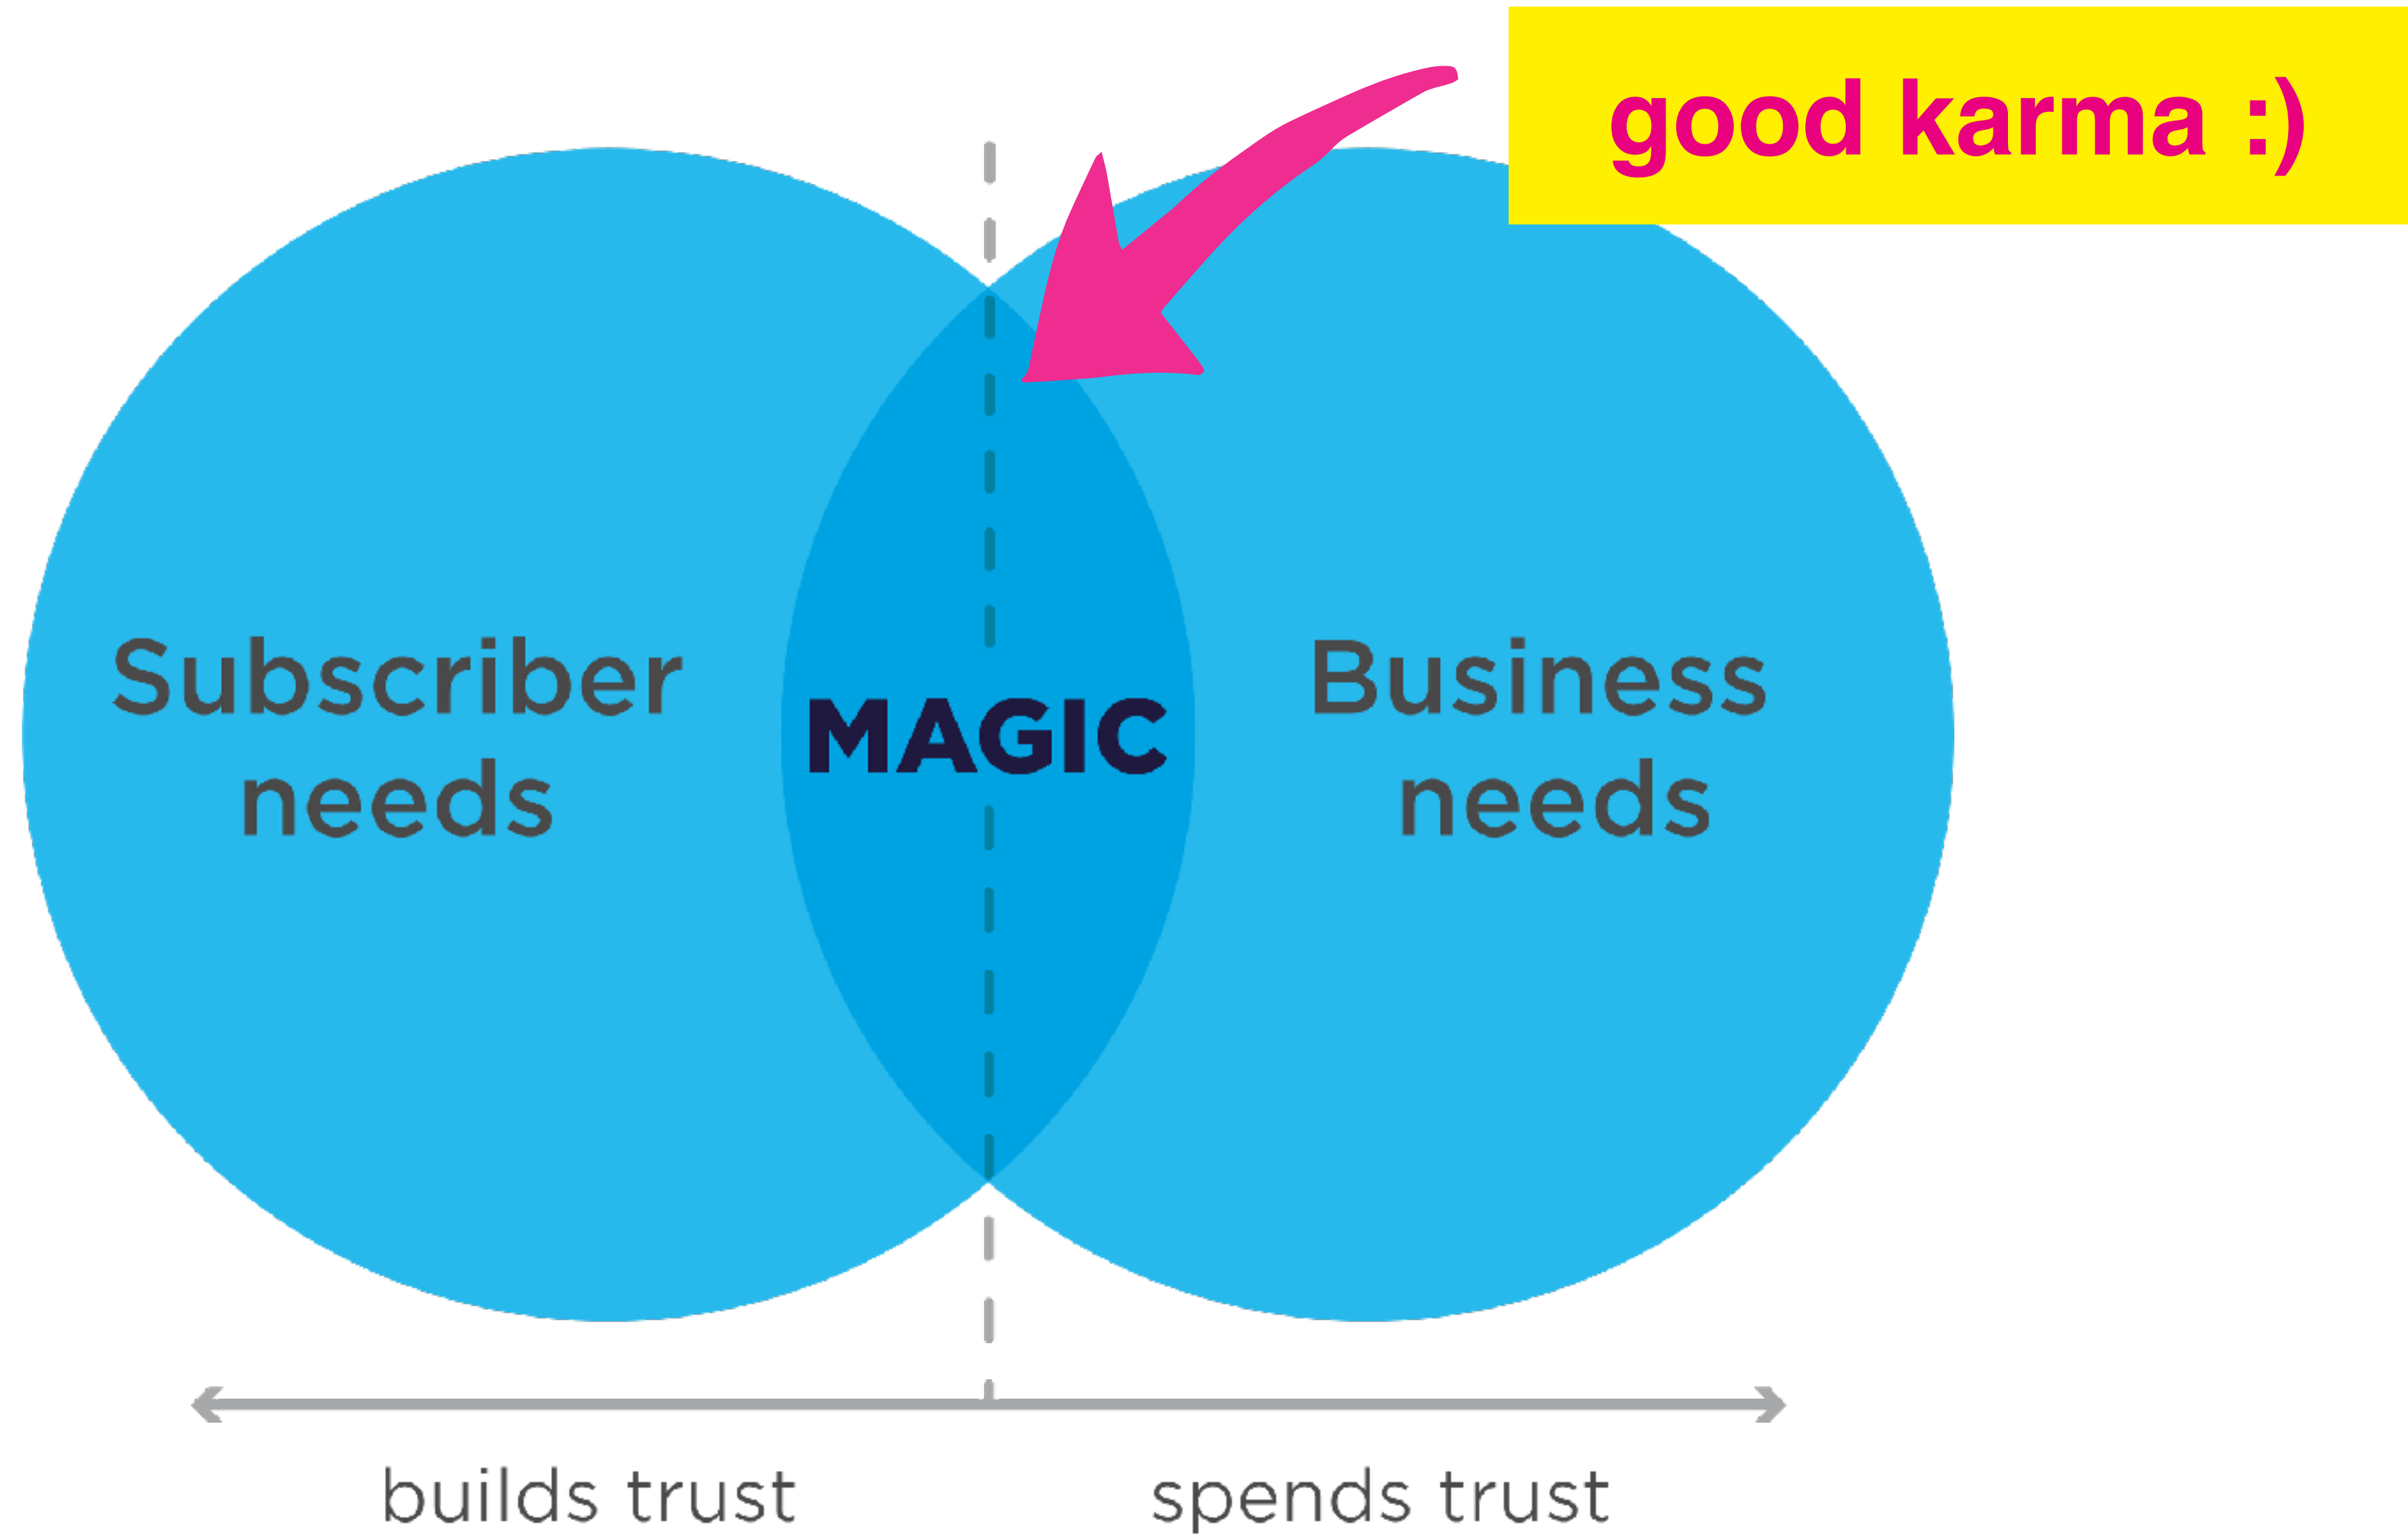 good karma :)
Subscriber
needs
MAGIC
Business
needs
builds trust
spends trust